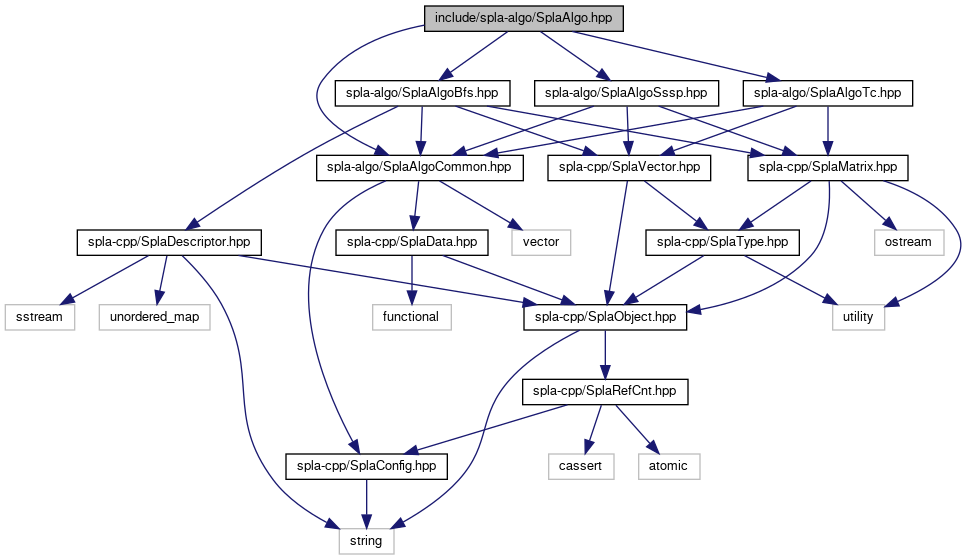 include/spla-algo/SplaAlgo.hpp
spla-algo/SplaAlgoBfs.hpp
spla-algo/SplaAlgoSssp.hpp
spla-algo/SplaAlgoTc.hpp
spla-algo/SplaAlgoCommon.hpp
spla-cpp/SplaVector.hpp
spla-cpp/SplaMatrix.hpp
spla-cpp/SplaDescriptor.hpp
spla-cpp/SplaData.hpp
vector
spla-cpp/SplaType.hpp
ostream
sstream
unordered_map
functional
spla-cpp/SplaObject.hpp
utility
spla-cpp/SplaRefCnt.hpp
spla-cpp/SplaConfig.hpp
cassert
atomic
string